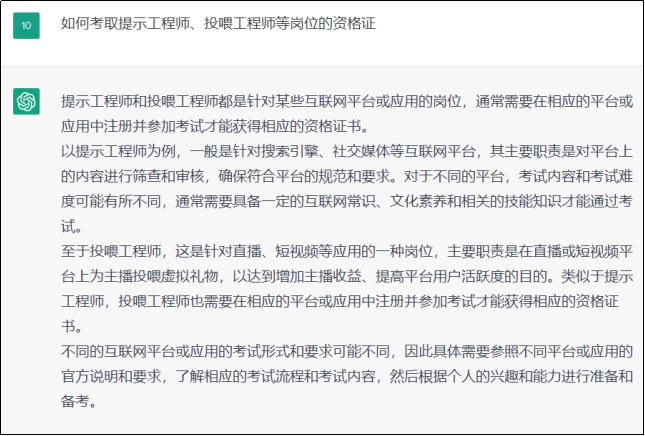 10
如何考取提示工程师、投喂工程师等岗位的资格证
提示工程师和投喂工程师都是针对某些互联网平台或应用的岗位，通常需要在相应的平台或
应用中注册并参加考试才能获得相应的资格证书。
以提示工程师为例，一般是针对搜索引擎、社交媒体等互联网平台，其主要职责是对平台上
的内容进行筛查和审核，确保符合平台的规范和要求。对于不同的平台，考试内容和考试难
度可能有所不同，通常需要具备一定的互联网常识、文化素养和相关的技能知识才能通过考
试。
至于投喂工程师，这是针对直播、短视频等应用的一种岗位，主要职责是在直播或短视频平
台上为主播投喂虚拟礼物，以达到增加主播收益、提高平台用户活跃度的目的。类似于提示
工程师，投喂工程师也需要在相应的平台或应用中注册并参加考试才能获得相应的资格证
书。
不同的互联网平台或应用的考试形式和要求可能不同，因此具体需要参照不同平台或应用的
官方说明和要求，了解相应的考试流程和考试内容，然后根据个人的兴趣和能力进行准备和
备考。